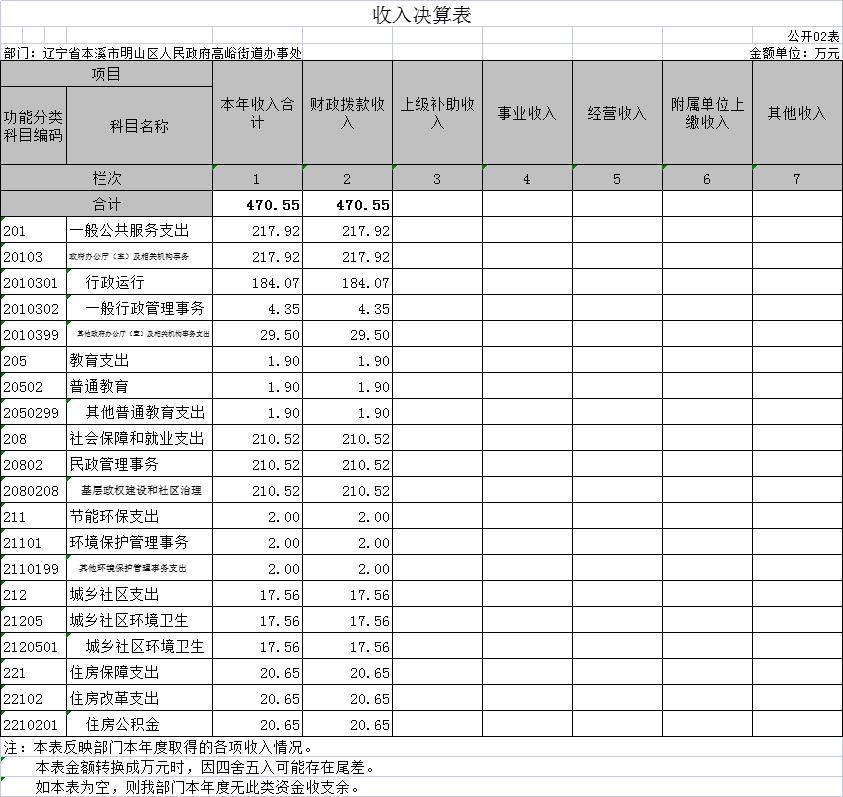 收入决算表
公开02表
部门：辽宁省本溪市明山区人民政府高峪街道办事处 金额单位：万元
项目
功能分类科目编码 科目名称 本年收入合计 财政拨款收入 上级补助收入 事业收入 经营收入 附属单位上缴收入 其他收入
栏次 1 2 3 4 5 6 7
合计 470.55 470.55
201 一般公共服务支出 217.92 217.92
20103 政府办公厅（室）及相关机构事务 217.92 217.92
2010301 行政运行 184.07 184.07
2010302 一般行政管理事务 4.35 4.35
2010399 其他政府办公厅（室）及相关机构事务支出 29.50 29.50
205 教育支出 1.90 1.90
20502 普通教育 1.90 1.90
2050299 其他普通教育支出 1.90 1.90
208 社会保障和就业支出 210.52 210.52
20802 民政管理事务 210.52 210.52
2080208 基层政权建设和社区治理 210.52 210.52
211 节能环保支出 2.00 2.00
21101 环境保护管理事务 2.00 2.00
2110199 其他环境保护管理事务支出 2.00 2.00
212 城乡社区支出 17.56 17.56
21205 城乡社区环境卫生 17.56 17.56
2120501 城乡社区环境卫生 17.56 17.56
221 住房保障支出 20.65 20.65
22102 住房改革支出 20.65 20.65
2210201 住房公积金 20.65 20.65
注：本表反映部门本年度取得的各项收入情况。
本表金额转换成万元时，因四舍五入可能存在尾差。
如本表为空，则我部门本年度无此类资金收支余。